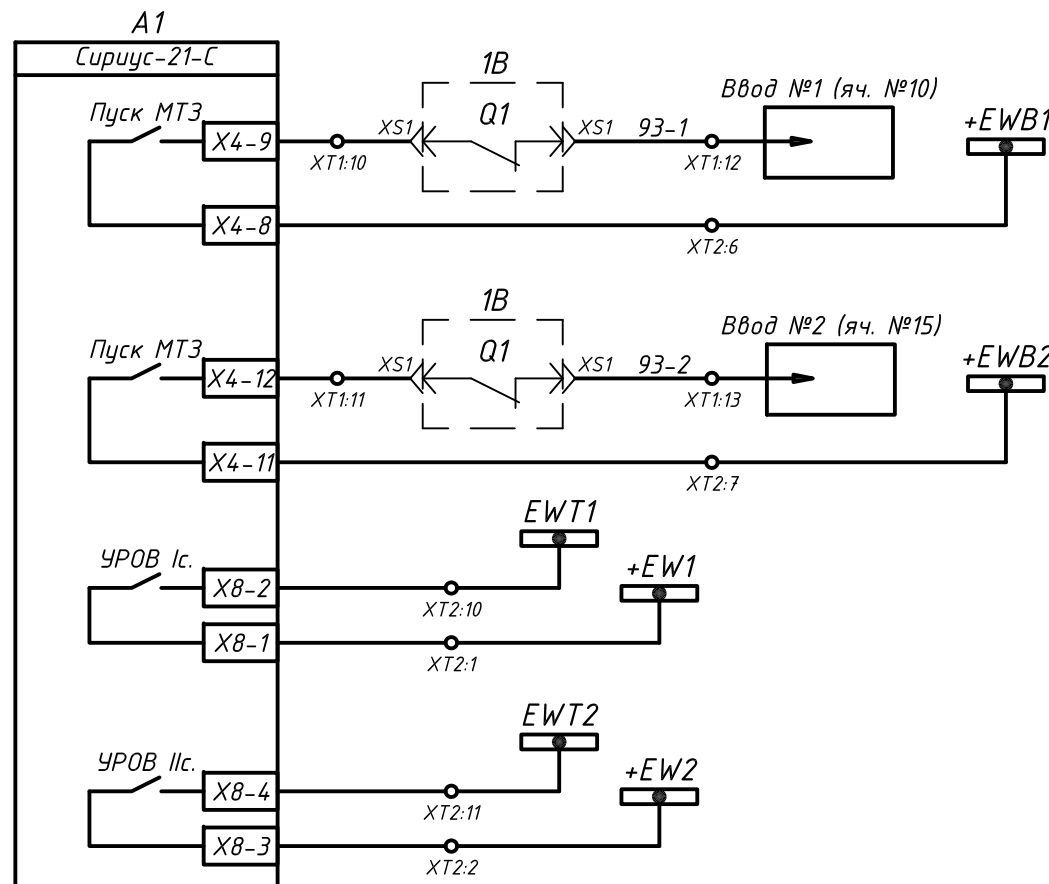 A1
Сириус-21-С
Пуск МТЗ
X4-9
XT1:10
XS1
1В
Q1
XS1
93-1
XT1:12
Ввод №1 (яч. №10)
+EWB1
X4-8
XT2:6
Пуск МТЗ
X4-12
XT1:11
XS1
1В
Q1
XS1
93-2
XT1:13
Ввод №2 (яч. №15)
+EWB2
X4-11
XT2:7
УРОВ Iс.
X8-2
XT2:10
EWT1
X8-1
XT2:1
+EW1
УРОВ IIс.
X8-4
XT2:11
EWT2
X8-3
XT2:2
+EW2